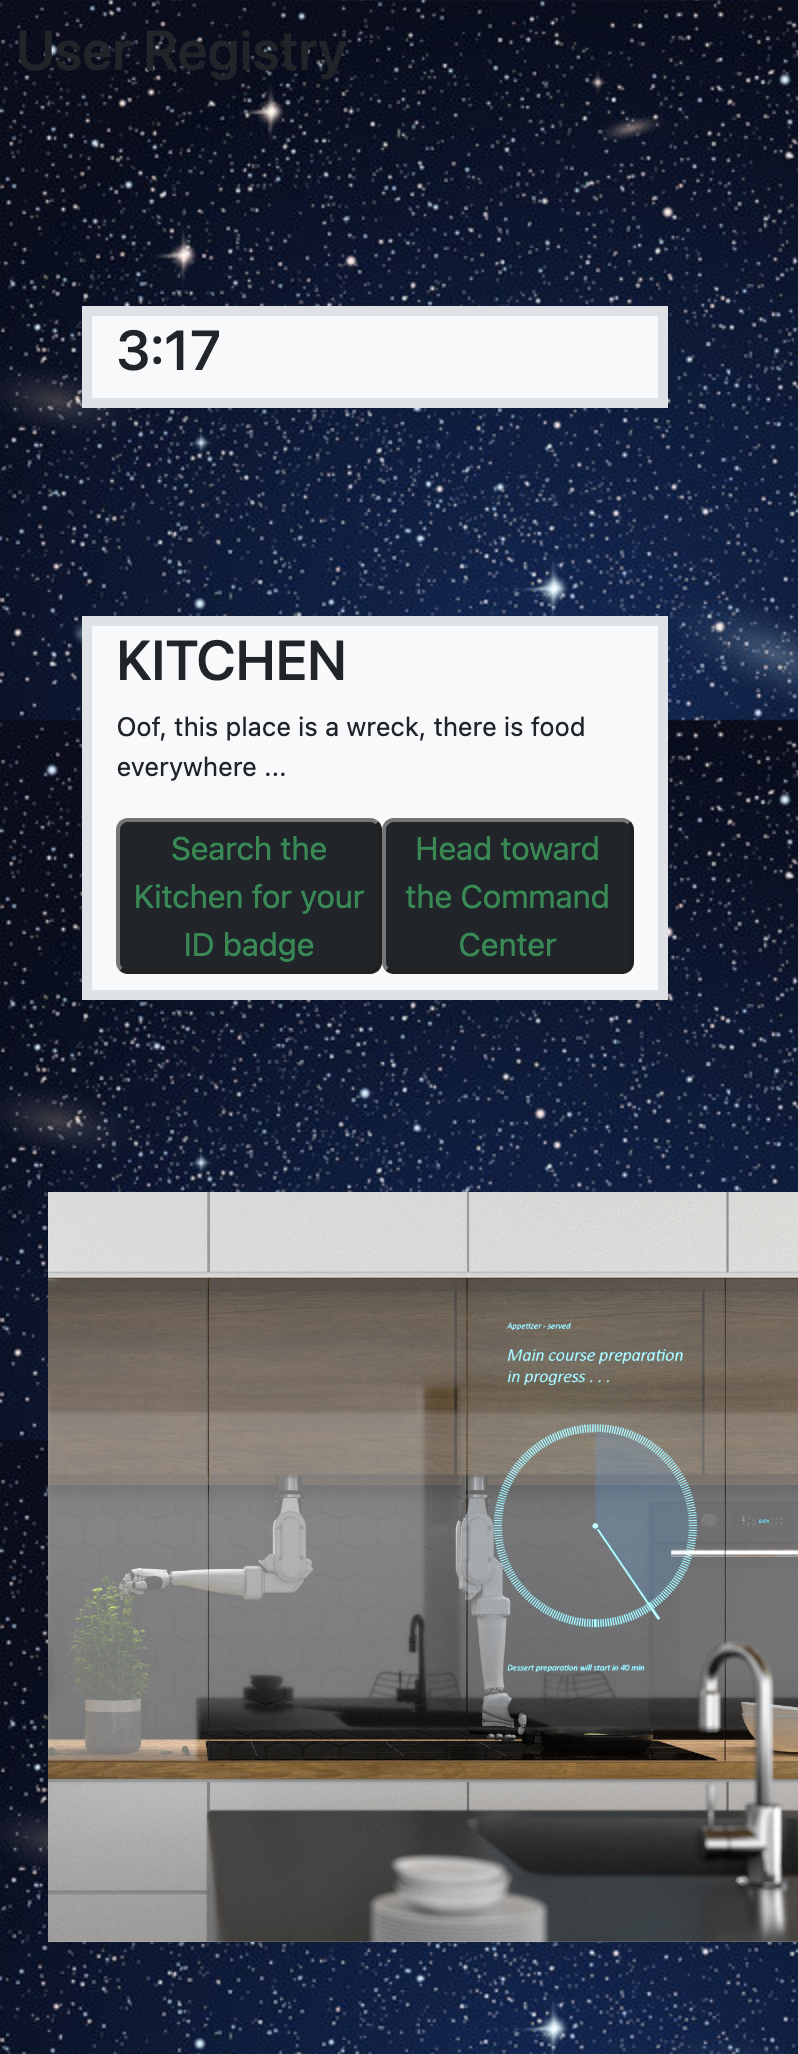 User Registry
3:17
KITCHEN
Oof, this place is a wreck, there is food
everywhere ...
Search the
Kitchen for your
ID badge
Head toward
the Command
Center
Appetizer - served
Main course preparation
in progress . . .
Dessert preparation will start in 40 min